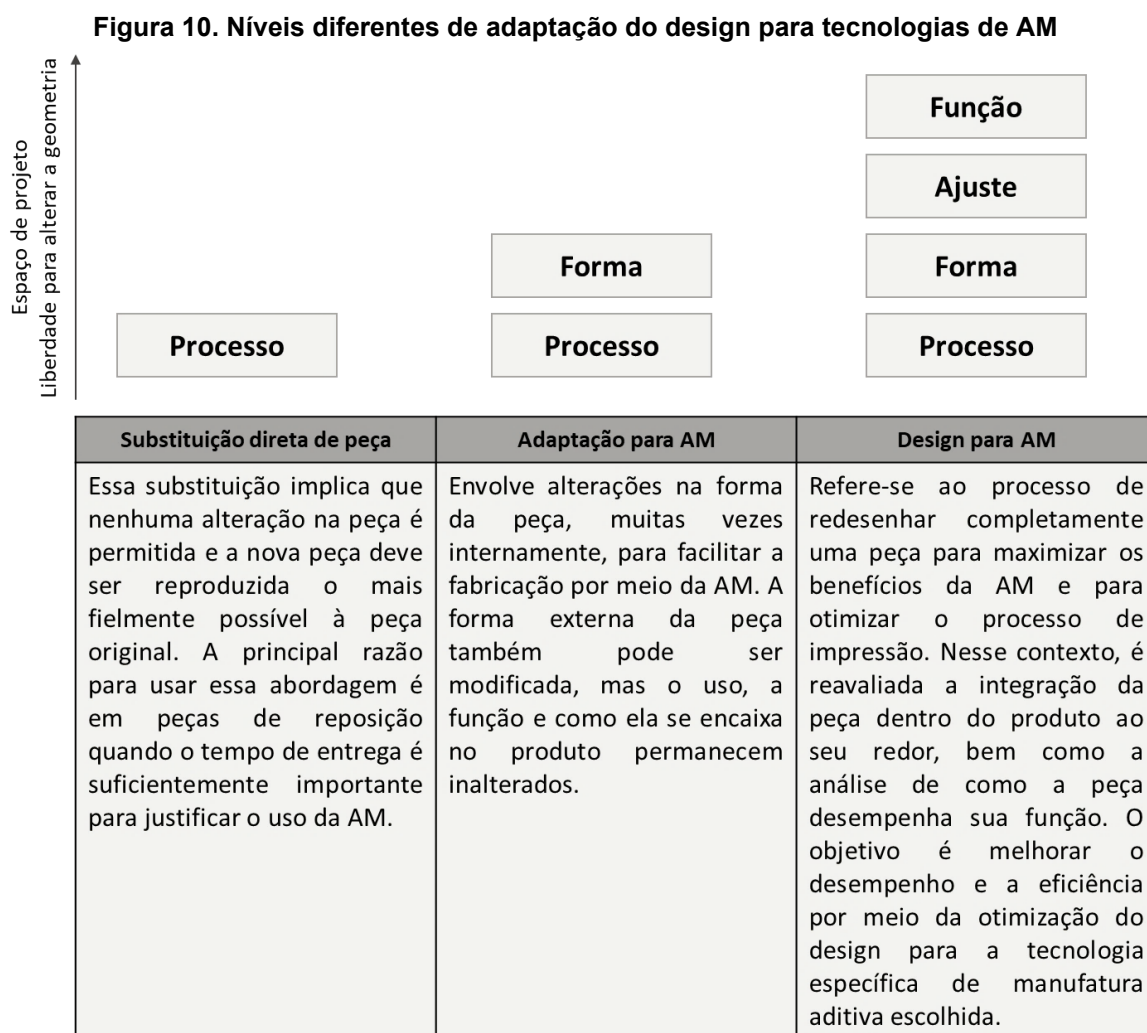 Figura 10. Níveis diferentes de adaptação do design para tecnologias de AM
Espaço de projeto
Liberdade para alterar a geometria
Função
Ajuste
Forma
Forma
Processo
Processo
Processo
Substituição direta de peça
Essa substituição implica que
nenhuma alteração na peça é
permitida e a nova peça deve
ser reproduzida o mais
fielmente possível à peça
original. A principal razão
para usar essa abordagem é
em peças de reposição
quando o tempo de entrega é
suficientemente importante
para justificar o uso da AM.
Adaptação para AM
Envolve alterações na forma
da peça, muitas vezes
internamente, para facilitar a
fabricação por meio da AM. A
forma externa da peça
também pode ser
modificada, mas o uso, a
função e como ela se encaixa
no produto permanecem
inalterados.
Design para AM
Refere-se ao processo de
redesenhar completamente
uma peça para maximizar os
benefícios da AM e para
otimizar o processo de
impressão. Nesse contexto, é
reavaliada a integração da
peça dentro do produto ao
seu redor, bem como a
análise de como a peça
desempenha sua função. O
objetivo é melhorar o
desempenho e a eficiência
por meio da otimização do
design para a tecnologia
específica de manufatura
aditiva escolhida.